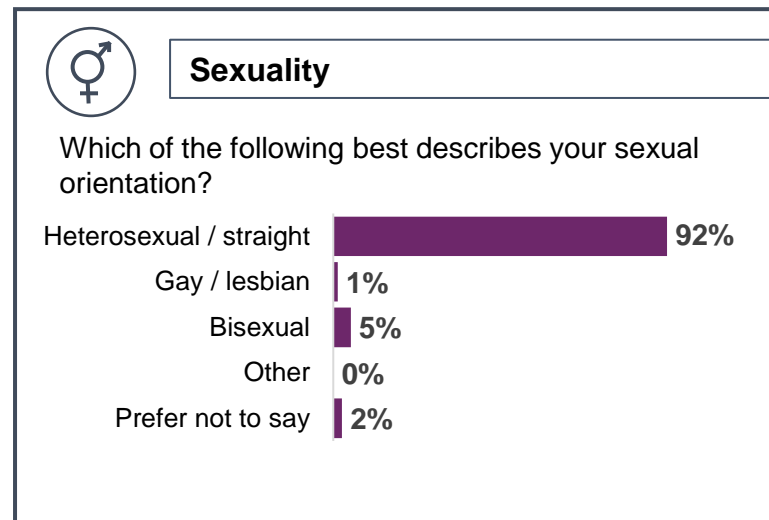 Sexuality
Which of the following best describes your sexual
orientation?
Heterosexual / straight 92%
Gay / lesbian 1%
Bisexual 5%
Other 0%
Prefer not to say 2%